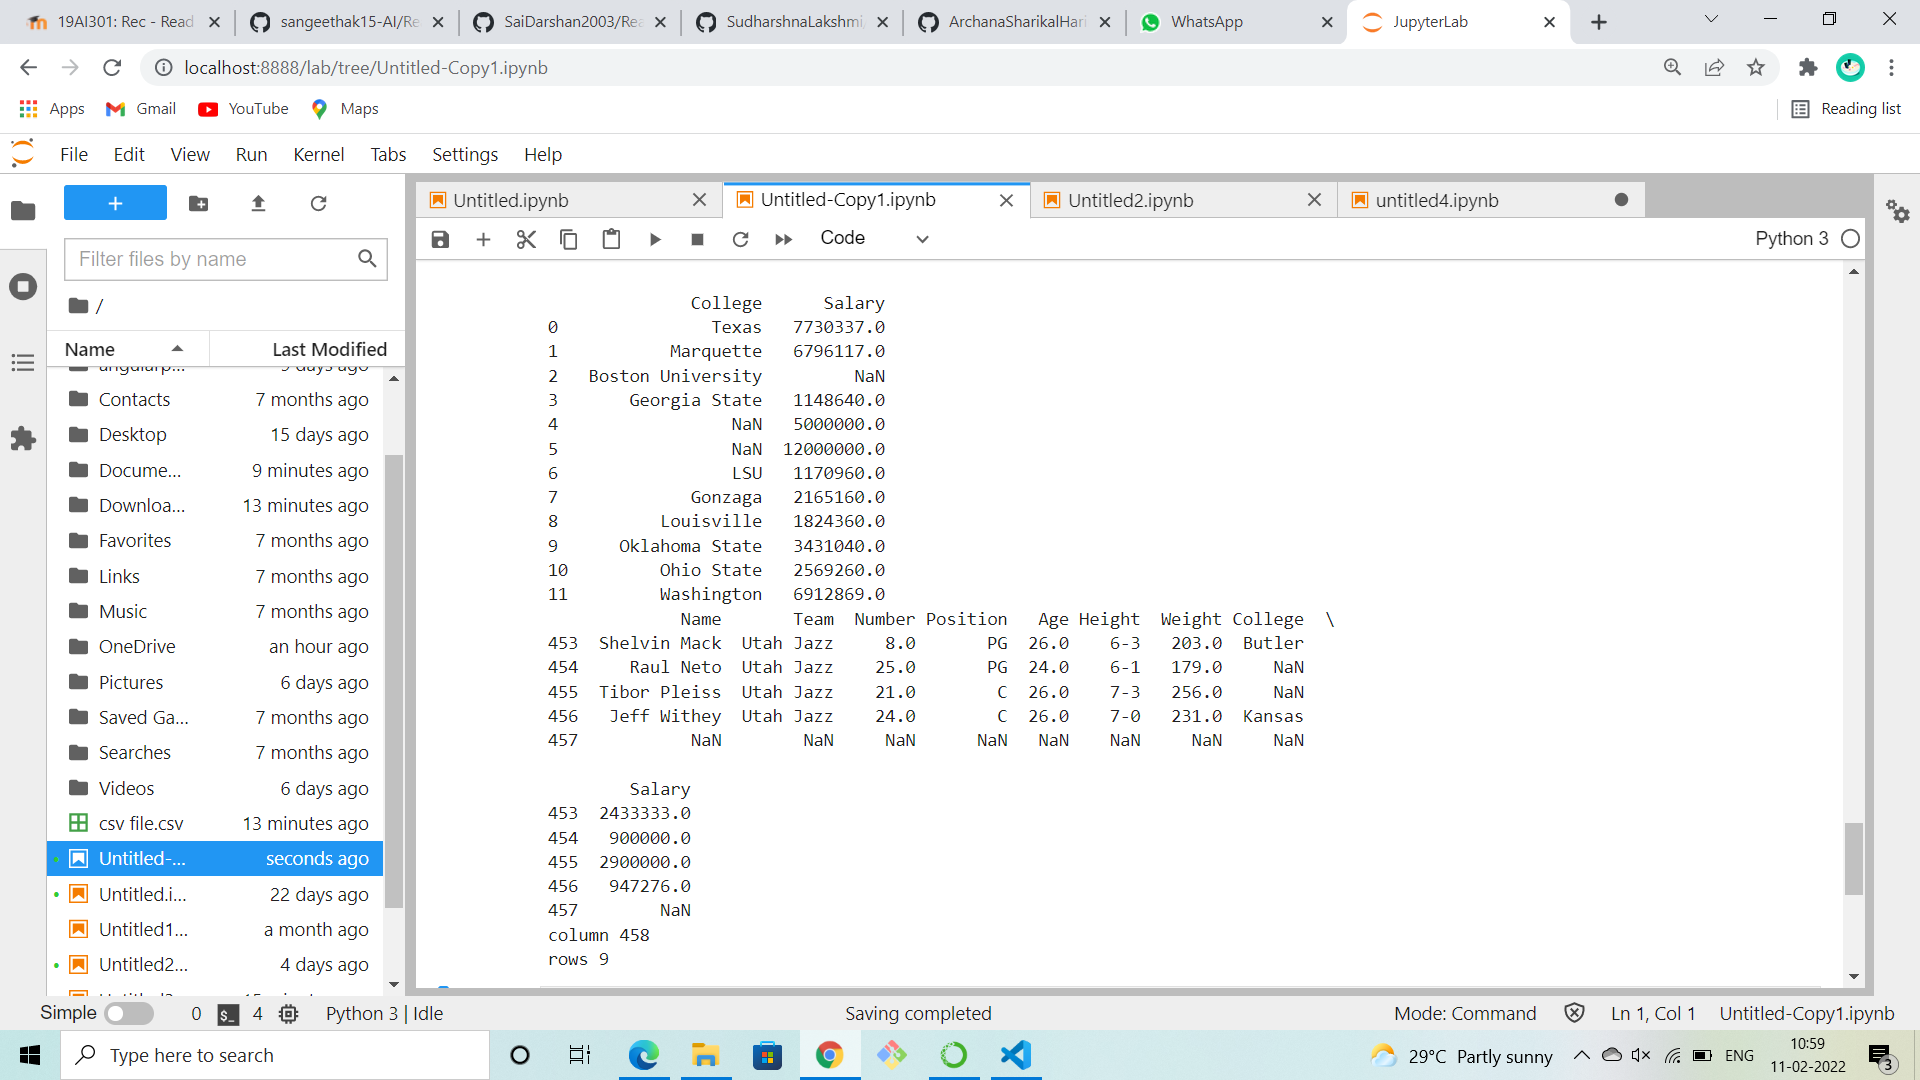 19AI301: Rec - Read
sangeethak15-AI/Re
SaiDarshan2003/Rea
SudharshnaLakshmi
ArchanaSharikalHari
WhatsApp
JupyterLab
localhost:8888/lab/tree/Untitled-Copy1.ipynb
Apps Gmail YouTube Maps Reading list
File Edit View Run Kernel Tabs Settings Help
+
Untitled.ipynb
Untitled-Copy1.ipynb
Untitled2.ipynb
untitled4.ipynb
Code
Python 3
Filter files by name
/
Name Last Modified
Contacts 7 months ago
Desktop 15 days ago
Docume... 9 minutes ago
Downloa... 13 minutes ago
Favorites 7 months ago
Links 7 months ago
Music 7 months ago
OneDrive an hour ago
Pictures 6 days ago
Saved Ga... 7 months ago
Searches 7 months ago
Videos 6 days ago
csv file.csv 13 minutes ago
Untitled-... seconds ago
Untitled.i... 22 days ago
Untitled1... a month ago
Untitled2... 4 days ago
College Salary
0 Texas 7730337.0
1 Marquette 6796117.0
2 Boston University NaN
3 Georgia State 1148640.0
4 NaN 5000000.0
5 NaN 12000000.0
6 LSU 1170960.0
7 Gonzaga 2165160.0
8 Louisville 1824360.0
9 Oklahoma State 3431040.0
10 Ohio State 2569260.0
11 Washington 6912869.0
Name Team Number Position Age Height Weight College \
453 Shelvin Mack Utah Jazz 8.0 PG 26.0 6-3 203.0 Butler
454 Raul Neto Utah Jazz 25.0 PG 24.0 6-1 179.0 NaN
455 Tibor Pleiss Utah Jazz 21.0 C 26.0 7-3 256.0 NaN
456 Jeff Withey Utah Jazz 24.0 C 26.0 7-0 231.0 Kansas
457 NaN NaN NaN NaN NaN NaN NaN NaN
Salary
453 2433333.0
454 900000.0
455 2900000.0
456 947276.0
457 NaN
column 458
rows 9
Simple 0 $_ 4 Python 3 | Idle Saving completed Mode: Command Ln 1, Col 1 Untitled-Copy1.ipynb
Type here to search
29°C Partly sunny
ENG
10:59
11-02-2022
3